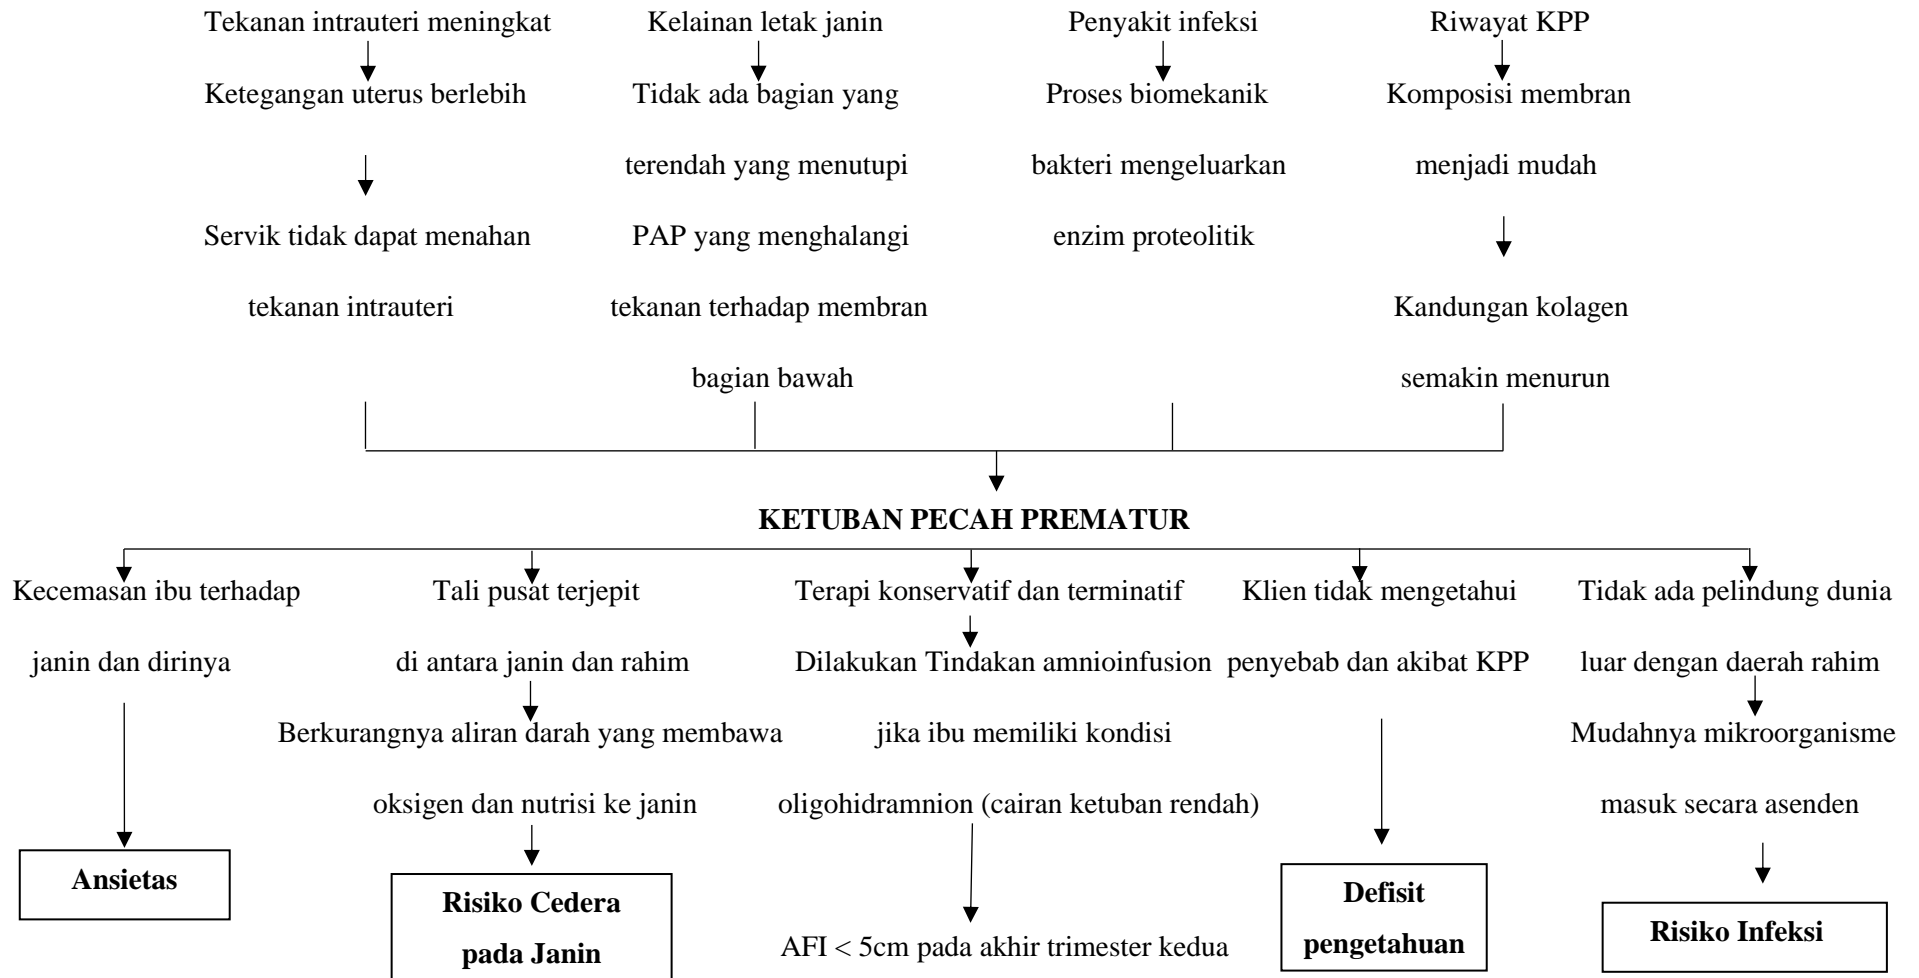 Tekanan intrauteri meningkat
Ketegangan uterus berlebih
Servik tidak dapat menahan
tekanan intrauteri
Kelainan letak janin
Tidak ada bagian yang
terendah yang menutupi
PAP yang menghalangi
tekanan terhadap membran
bagian bawah
Penyakit infeksi
Proses biomekanik
bakteri mengeluarkan
enzim proteolitik
Riwayat KPP
Komposisi membran
menjadi mudah
Kandungan kolagen
semakin menurun
KETUBAN PECAH PREMATUR
Kecemasan ibu terhadap
janin dan dirinya
Ansietas
Tali pusat terjepit
di antara janin dan rahim
Berkurangnya aliran darah yang membawa
oksigen dan nutrisi ke janin
Risiko Cedera
pada Janin
Terapi konservatif dan terminatif
Dilakukan Tindakan amnioinfusion
jika ibu memiliki kondisi
oligohidramnion (cairan ketuban rendah)
AFI < 5cm pada akhir trimester kedua
Klien tidak mengetahui
penyebab dan akibat KPP
Defisit
pengetahuan
Tidak ada pelindung dunia
luar dengan daerah rahim
Mudahnya mikroorganisme
masuk secara asenden
Risiko Infeksi